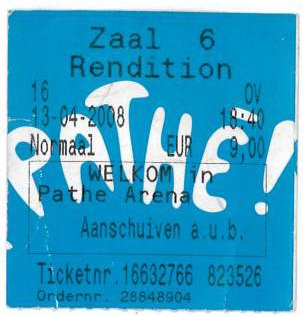 Zaal 6
Rendition
16 OV
13-04-2008 18:40
Normaal EUR 9,00
PATHE!
WELKOM in
Pathe Arena
Aanschuiven a.u.b.
Ticketnr. 16632766 823526
Ordernr. 28848904